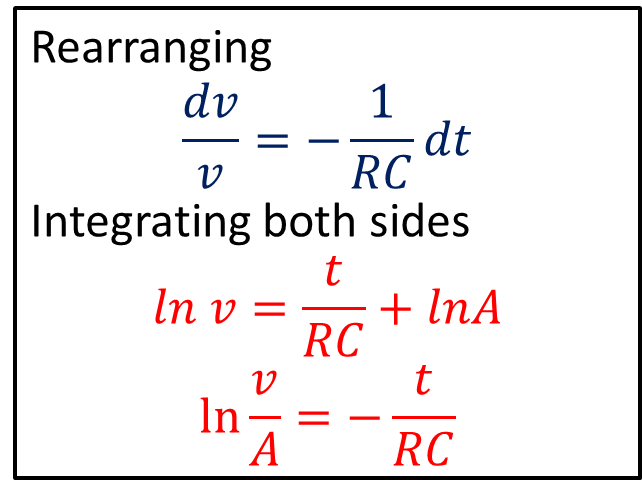 Rearranging
dv/v = − 1/RC dt
Integrating both sides
ln v = t/RC + lnA
ln v/A = − t/RC